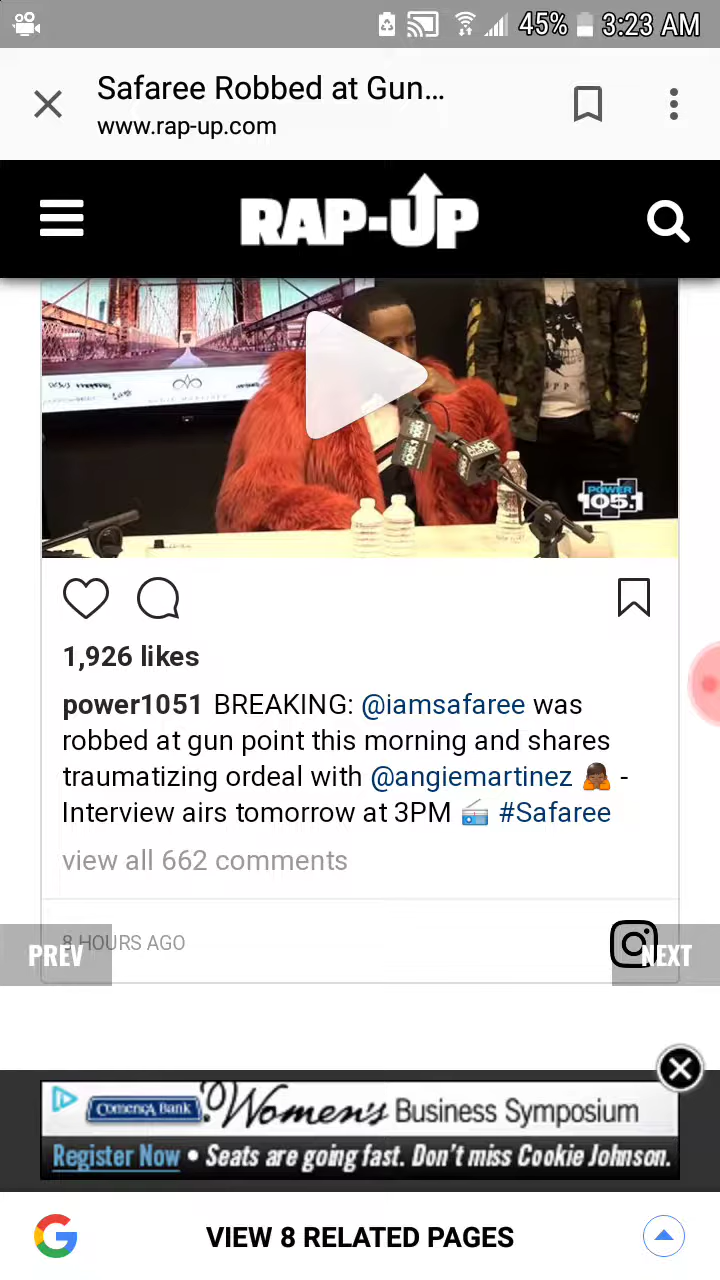 45% 3:23 AM
Safaree Robbed at Gun...
www.rap-up.com
RAP-UP
POWER
105.1
1,926 likes
power1051 BREAKING: @iamsafaree was
robbed at gun point this morning and shares
traumatizing ordeal with @angiemartinez 🙏🏾 -
Interview airs tomorrow at 3PM 📻 #Safaree
view all 662 comments
8 HOURS AGO
PREV
NEXT
Comerica Bank Women's Business Symposium
Register Now • Seats are going fast. Don't miss Cookie Johnson.
VIEW 8 RELATED PAGES